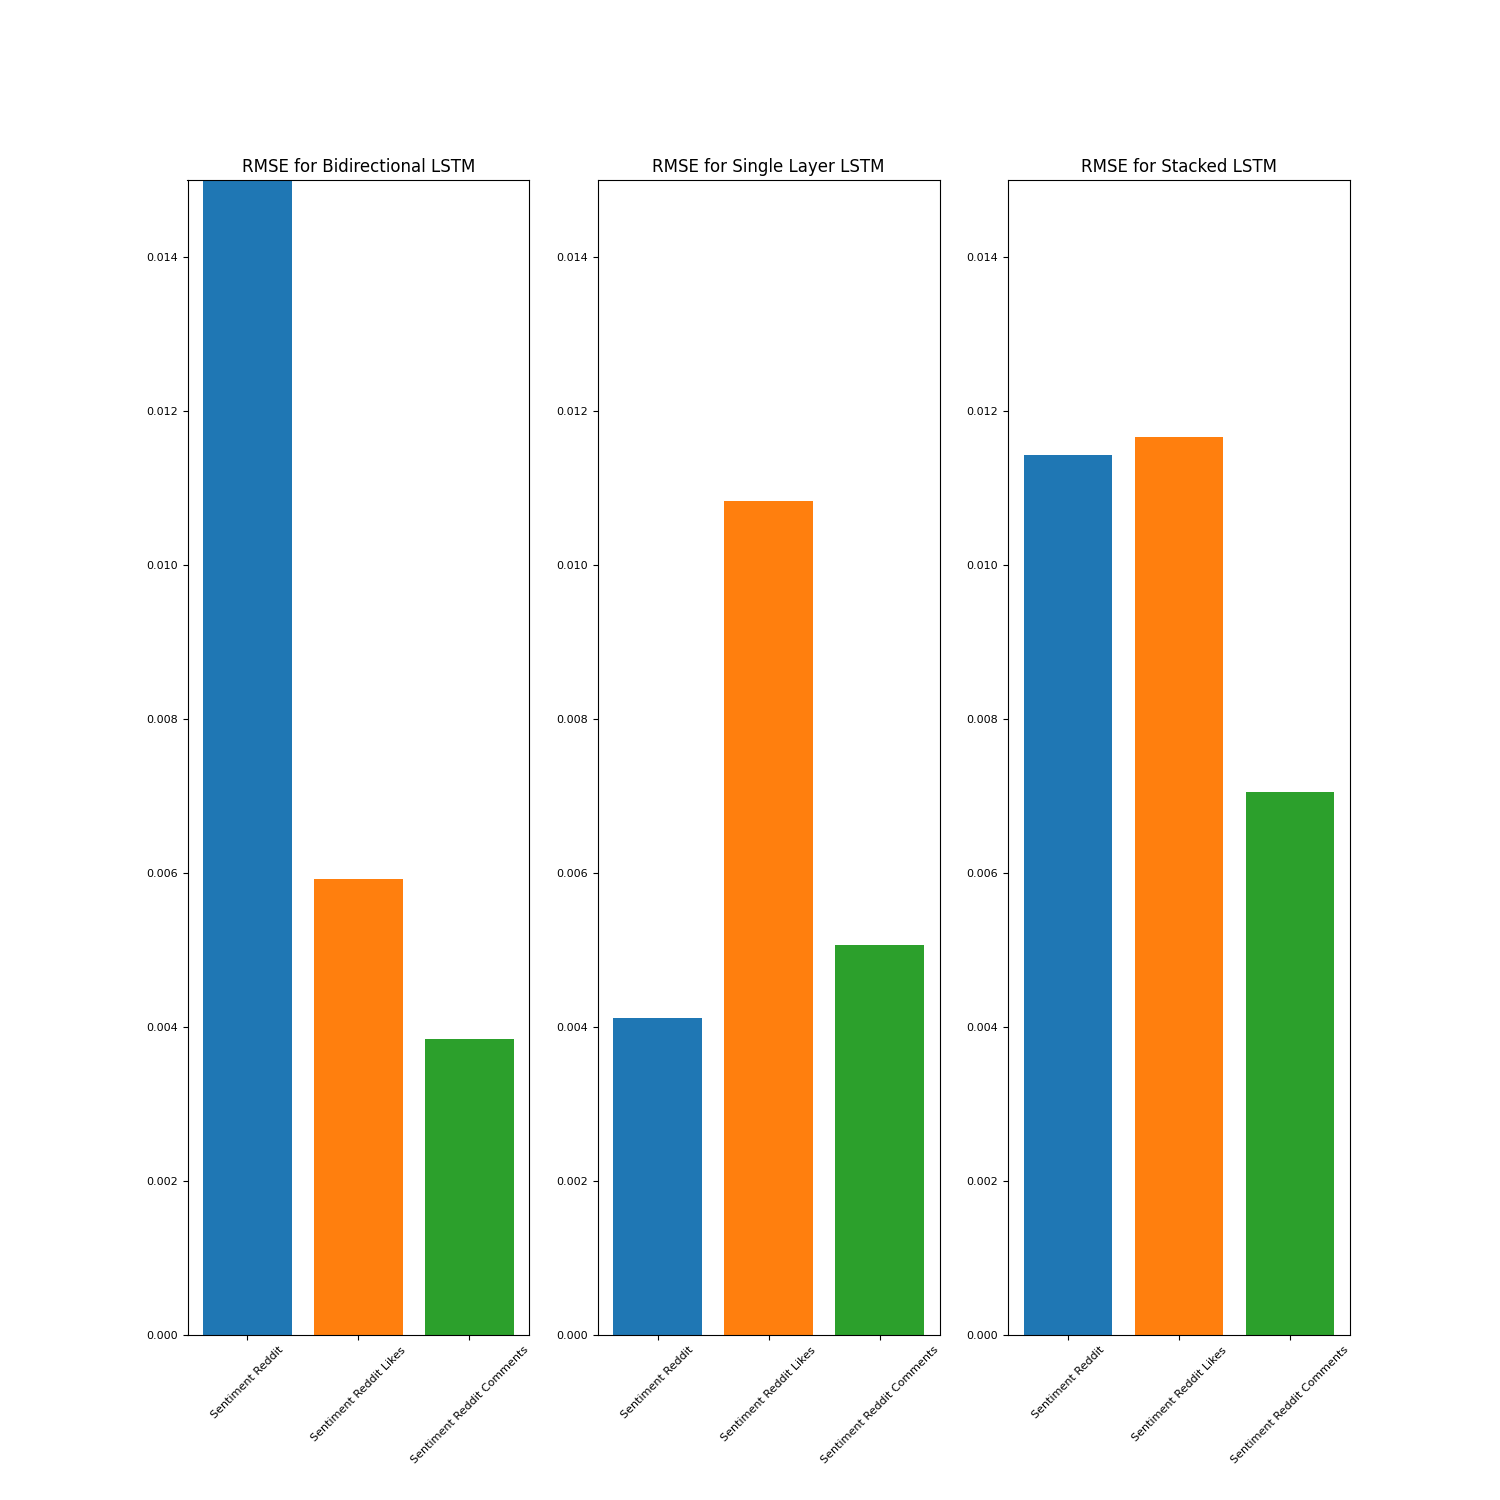 RMSE for Bidirectional LSTM
0.014
0.012
0.010
0.008
0.006
0.004
0.002
0.000
Sentiment Reddit
Sentiment Reddit Likes
Sentiment Reddit Comments
RMSE for Single Layer LSTM
0.014
0.012
0.010
0.008
0.006
0.004
0.002
0.000
Sentiment Reddit
Sentiment Reddit Likes
Sentiment Reddit Comments
RMSE for Stacked LSTM
0.014
0.012
0.010
0.008
0.006
0.004
0.002
0.000
Sentiment Reddit
Sentiment Reddit Likes
Sentiment Reddit Comments